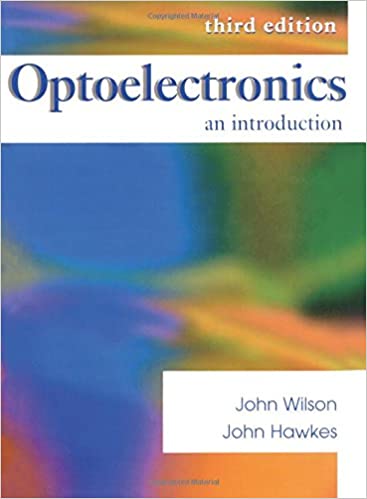 third edition
Optoelectronics
an introduction
John Wilson
John Hawkes